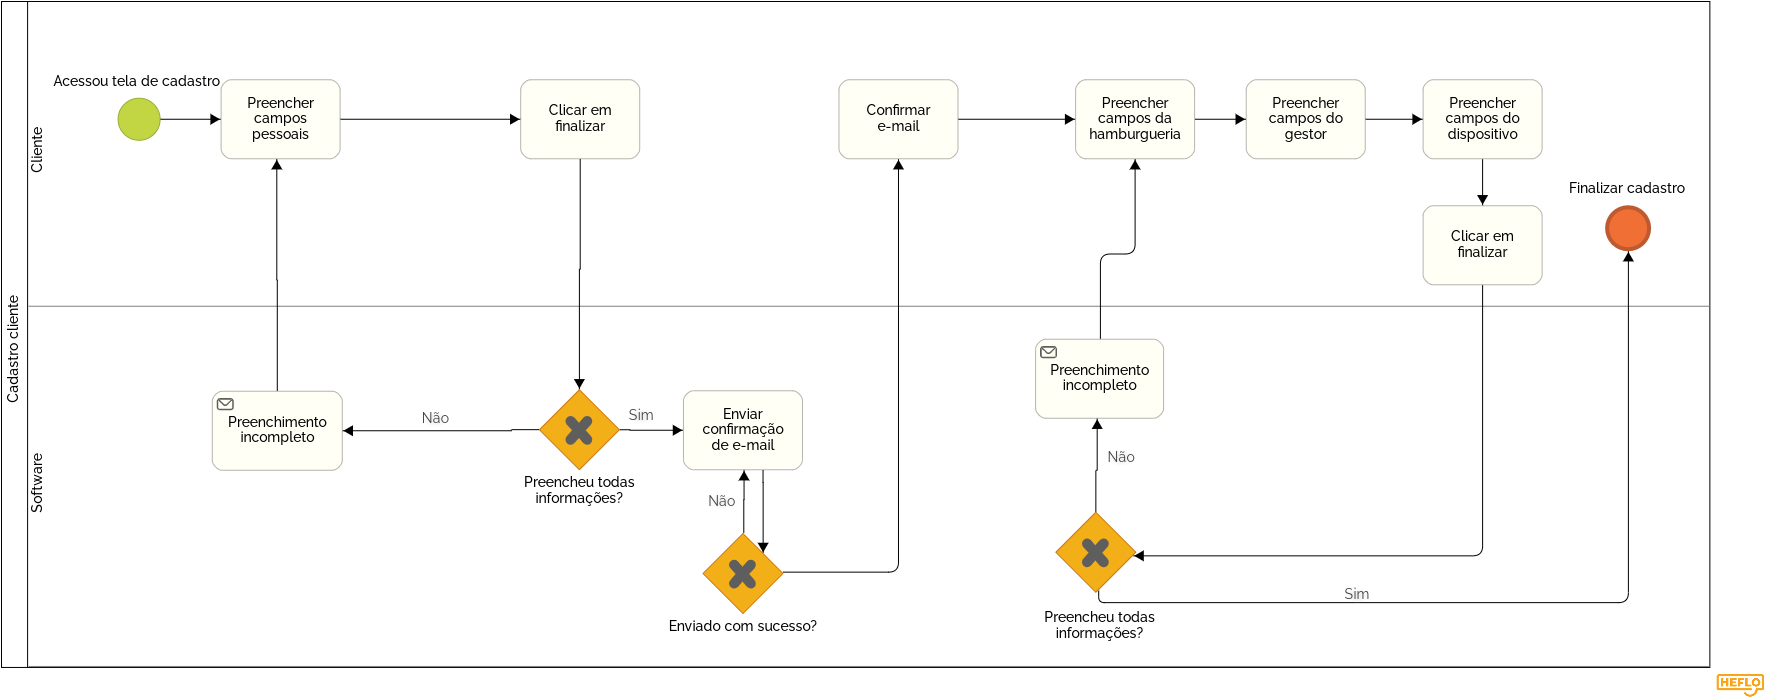 Cadastro cliente
Cliente
Acessou tela de cadastro
Preencher
campos
pessoais
Clicar em
finalizar
Confirmar
e-mail
Preencher
campos da
hamburgueria
Preencher
campos do
gestor
Preencher
campos do
dispositivo
Clicar em
finalizar
Finalizar cadastro
Software
Preenchimento
incompleto
Não
Preencheu todas
informações?
Sim
Enviar
confirmação
de e-mail
Não
Enviado com sucesso?
Preenchimento
incompleto
Não
Preencheu todas
informações?
Sim
HEFLO